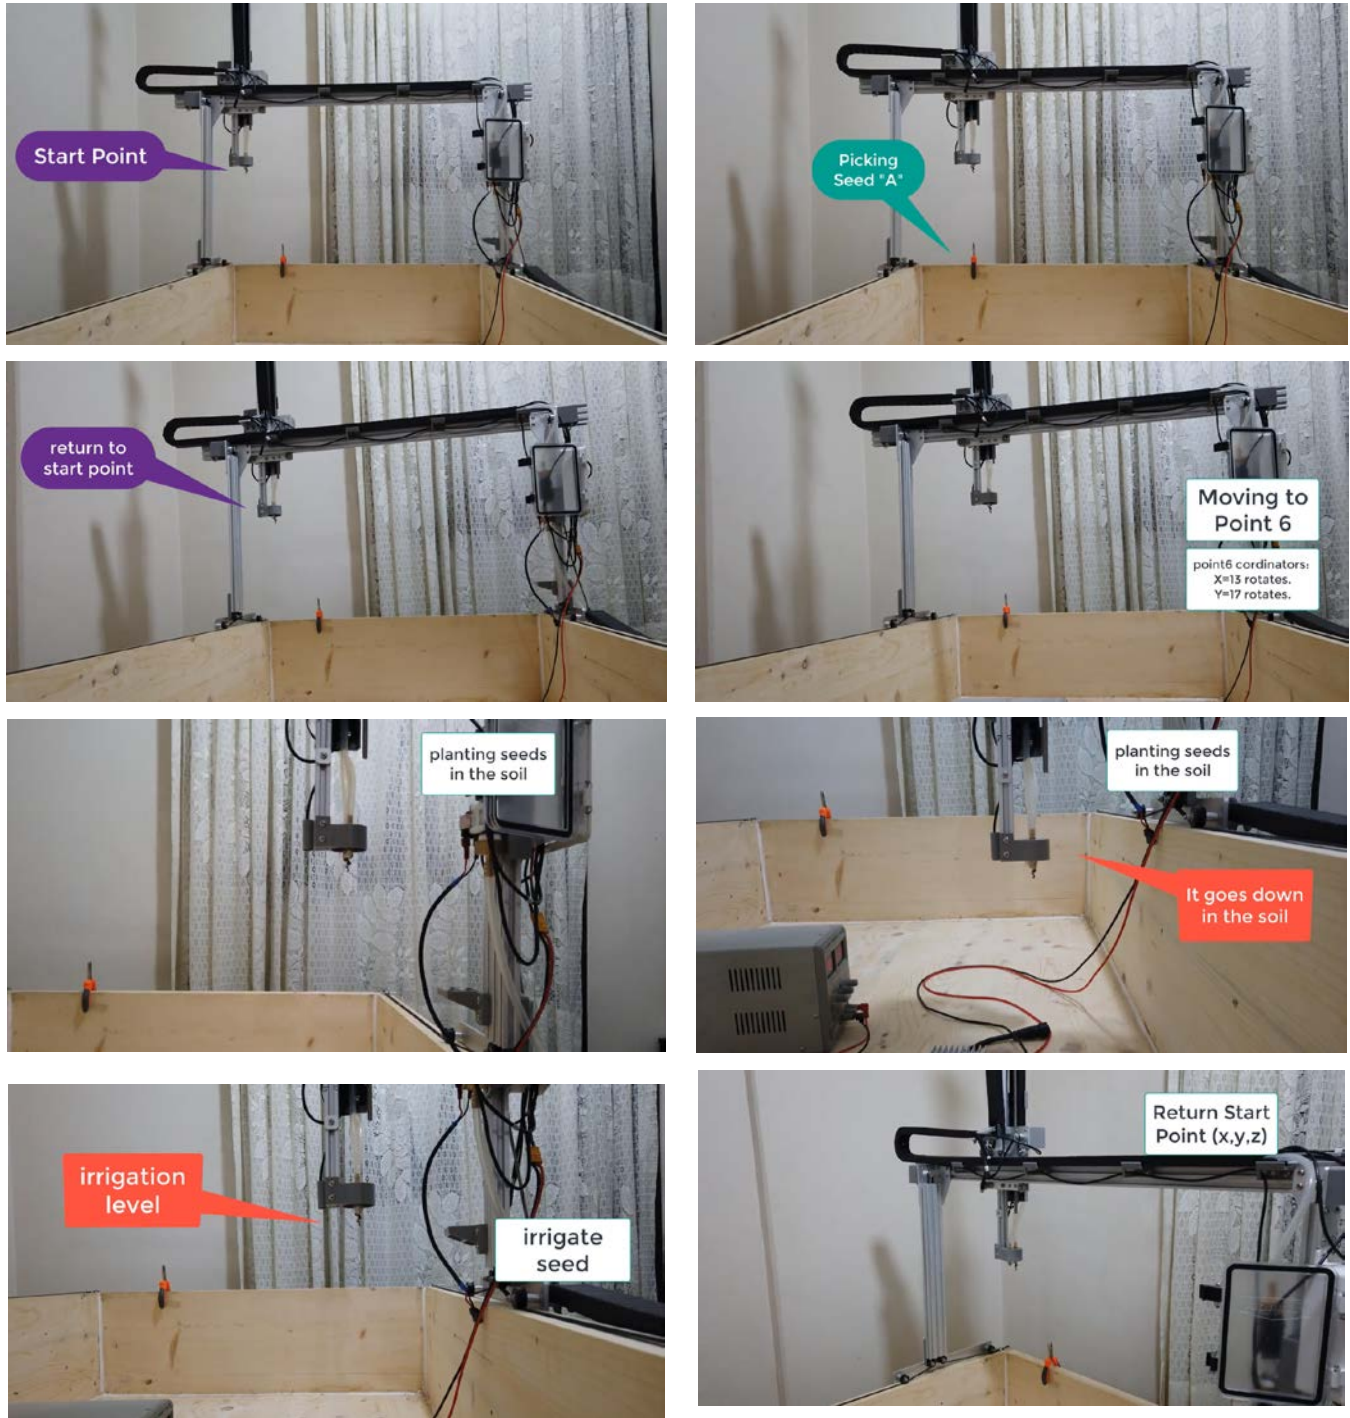 Start Point
Picking
Seed "A"
return to
start point
Moving to
Point 6
point6 cordinators:
X=13 rotates.
Y=17 rotates.
planting seeds
in the soil
planting seeds
in the soil
It goes down
in the soil
irrigation
level
irrigate
seed
Return Start
Point (x,y,z)